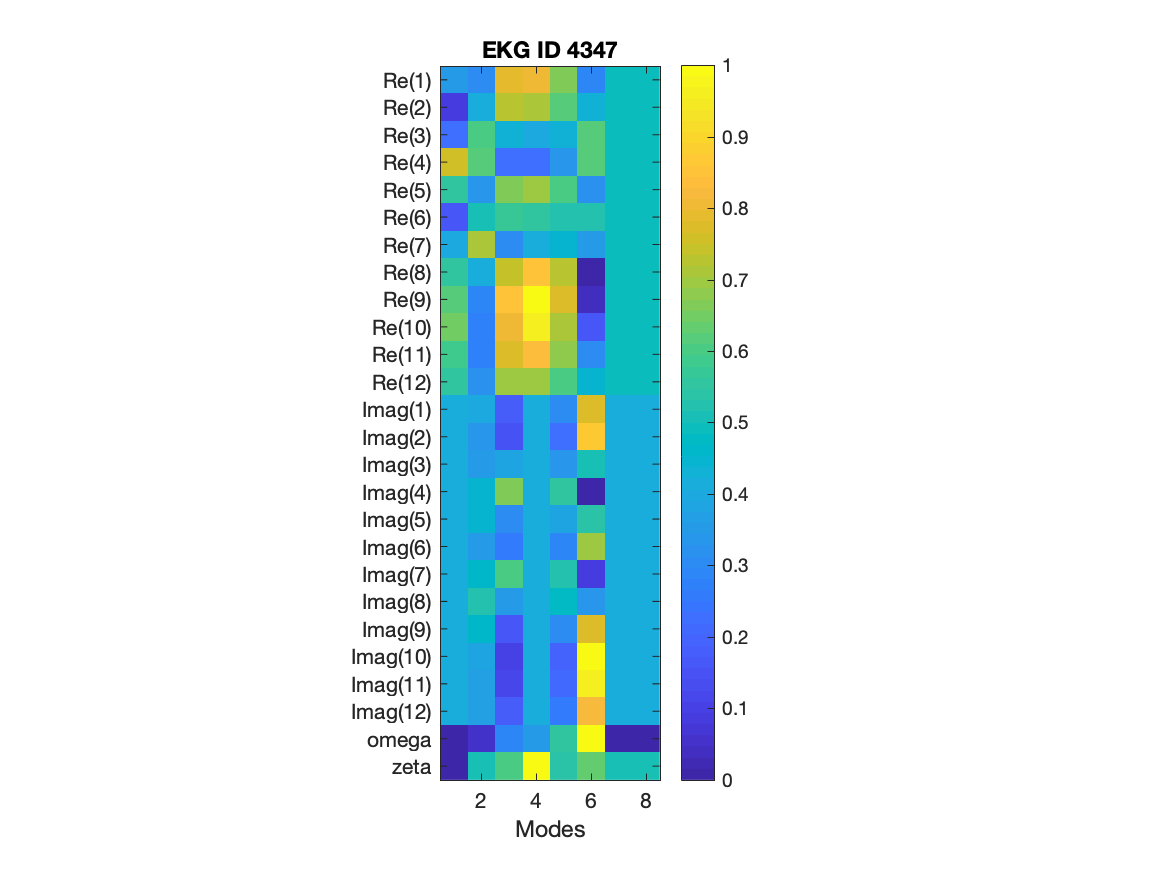 EKG ID 4347
Re(1)
Re(2)
Re(3)
Re(4)
Re(5)
Re(6)
Re(7)
Re(8)
Re(9)
Re(10)
Re(11)
Re(12)
Imag(1)
Imag(2)
Imag(3)
Imag(4)
Imag(5)
Imag(6)
Imag(7)
Imag(8)
Imag(9)
Imag(10)
Imag(11)
Imag(12)
omega
zeta
2 4 6 8
Modes
1
0.9
0.8
0.7
0.6
0.5
0.4
0.3
0.2
0.1
0